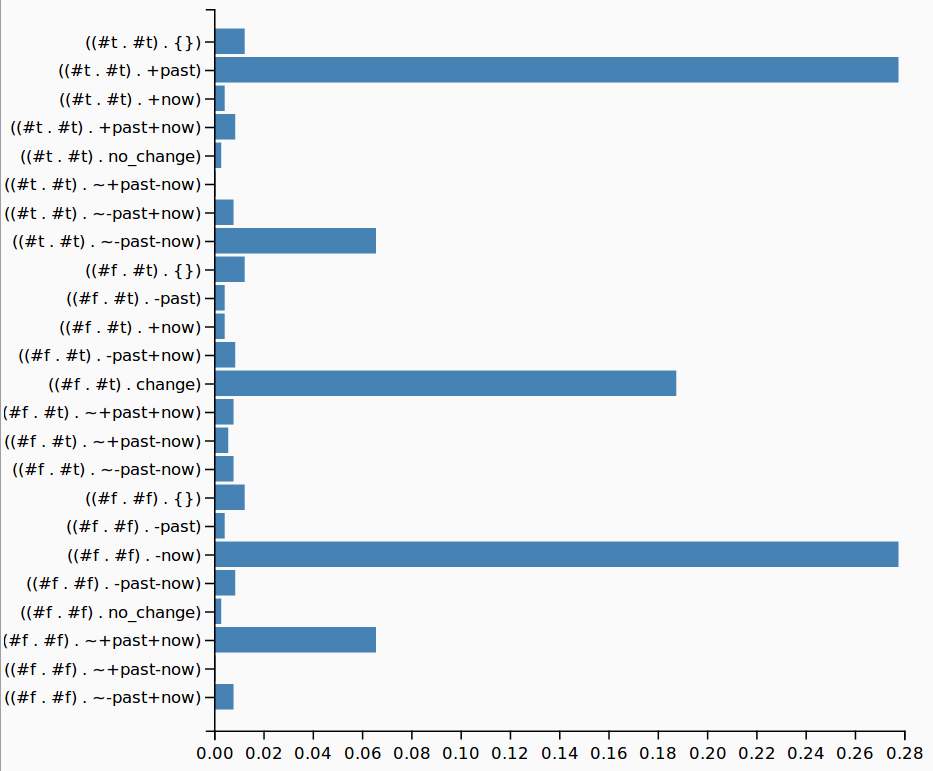 ((#t . #t) . {})
((#t . #t) . +past)
((#t . #t) . +now)
((#t . #t) . +past+now)
((#t . #t) . no_change)
((#t . #t) . ~+past-now)
((#t . #t) . ~-past+now)
((#t . #t) . ~-past-now)
((#f . #t) . {})
((#f . #t) . -past)
((#f . #t) . +now)
((#f . #t) . -past+now)
((#f . #t) . change)
(#f . #t) . ~+past+now)
((#f . #t) . ~+past-now)
((#f . #t) . ~-past-now)
((#f . #f) . {})
((#f . #f) . -past)
((#f . #f) . -now)
((#f . #f) . -past-now)
((#f . #f) . no_change)
(#f . #f) . ~+past+now)
((#f . #f) . ~+past-now)
((#f . #f) . ~-past+now)
0.00 0.02 0.04 0.06 0.08 0.10 0.12 0.14 0.16 0.18 0.20 0.22 0.24 0.26 0.28